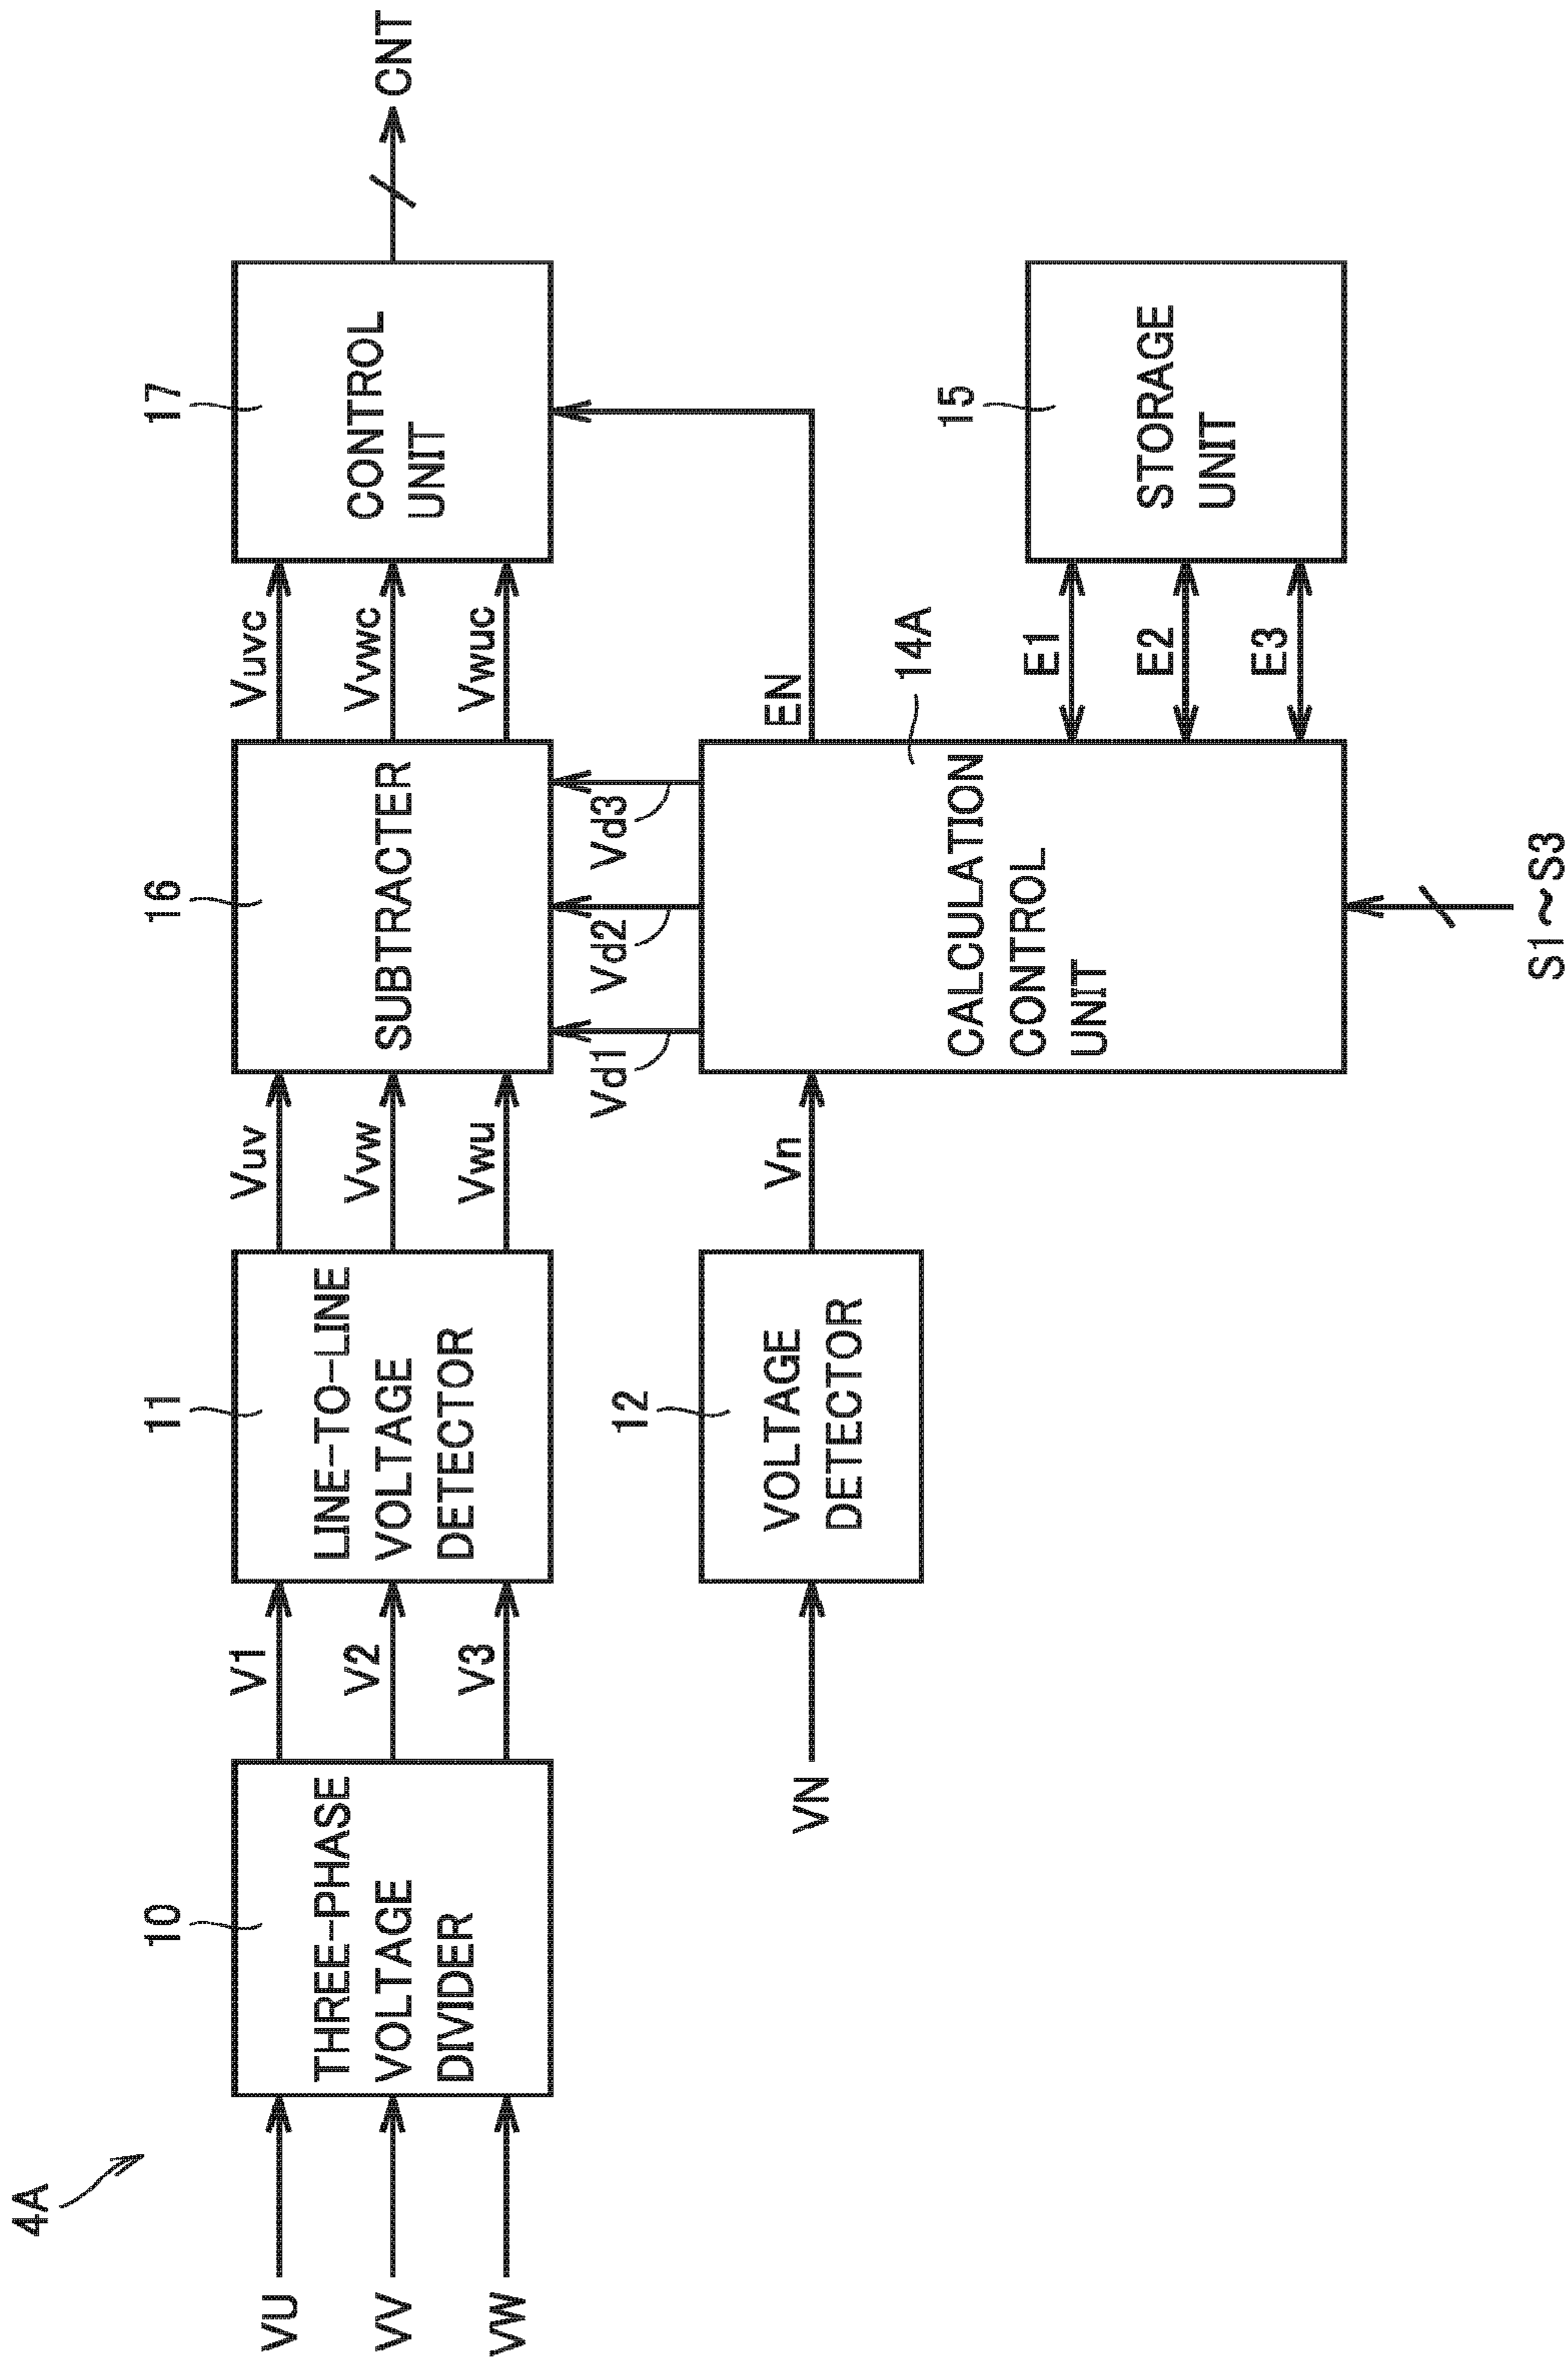 4A
VU
VV
VW
10
THREE-PHASE
VOLTAGE
DIVIDER
V1
V2
V3
11
LINE-TO-LINE
VOLTAGE
DETECTOR
Vuv
Vvw
Vwu
16
SUBTRACTER
Vuvc
Vvwc
Vwuc
17
CONTROL
UNIT
CNT
Vd1
Vd2
Vd3
VN
12
VOLTAGE
DETECTOR
Vn
EN
14A
CALCULATION
CONTROL
UNIT
E1
E2
E3
15
STORAGE
UNIT
S1~S3